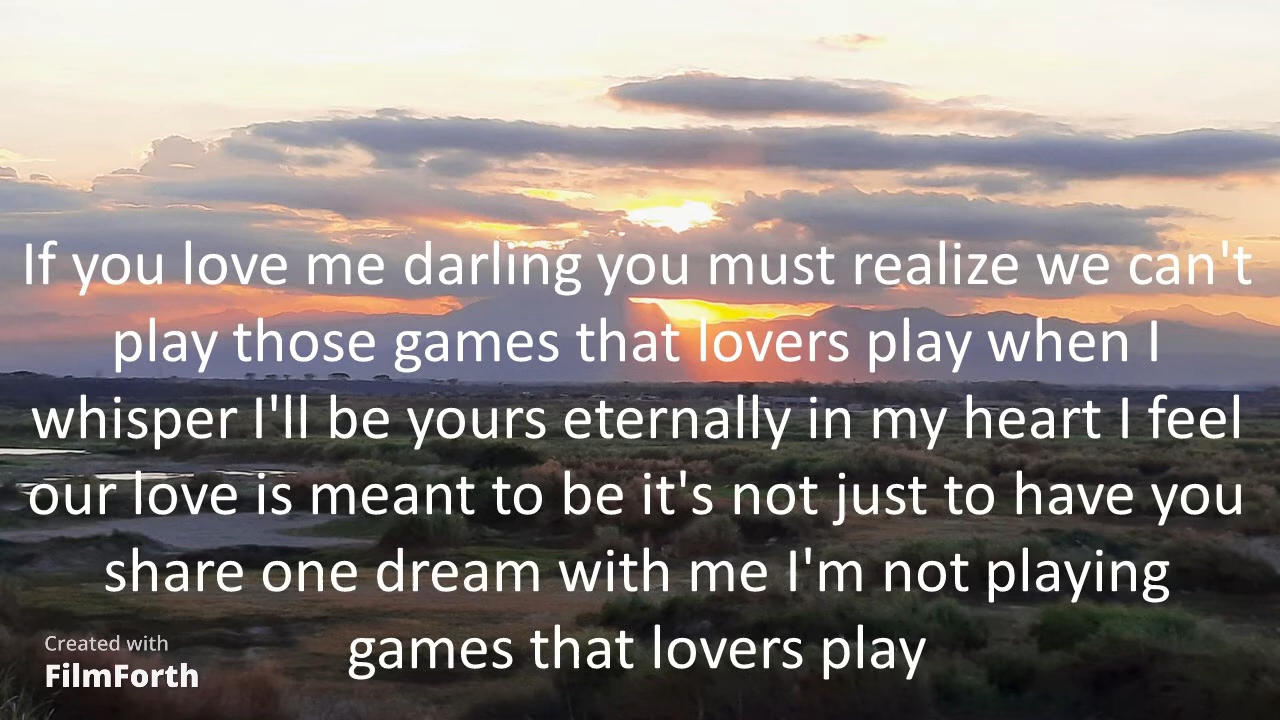 If you love me darling you must realize we can't
play those games that lovers play when I
whisper I'll be yours eternally in my heart I feel
our love is meant to be it's not just to have you
share one dream with me I'm not playing
games that lovers play
Created with
FilmForth